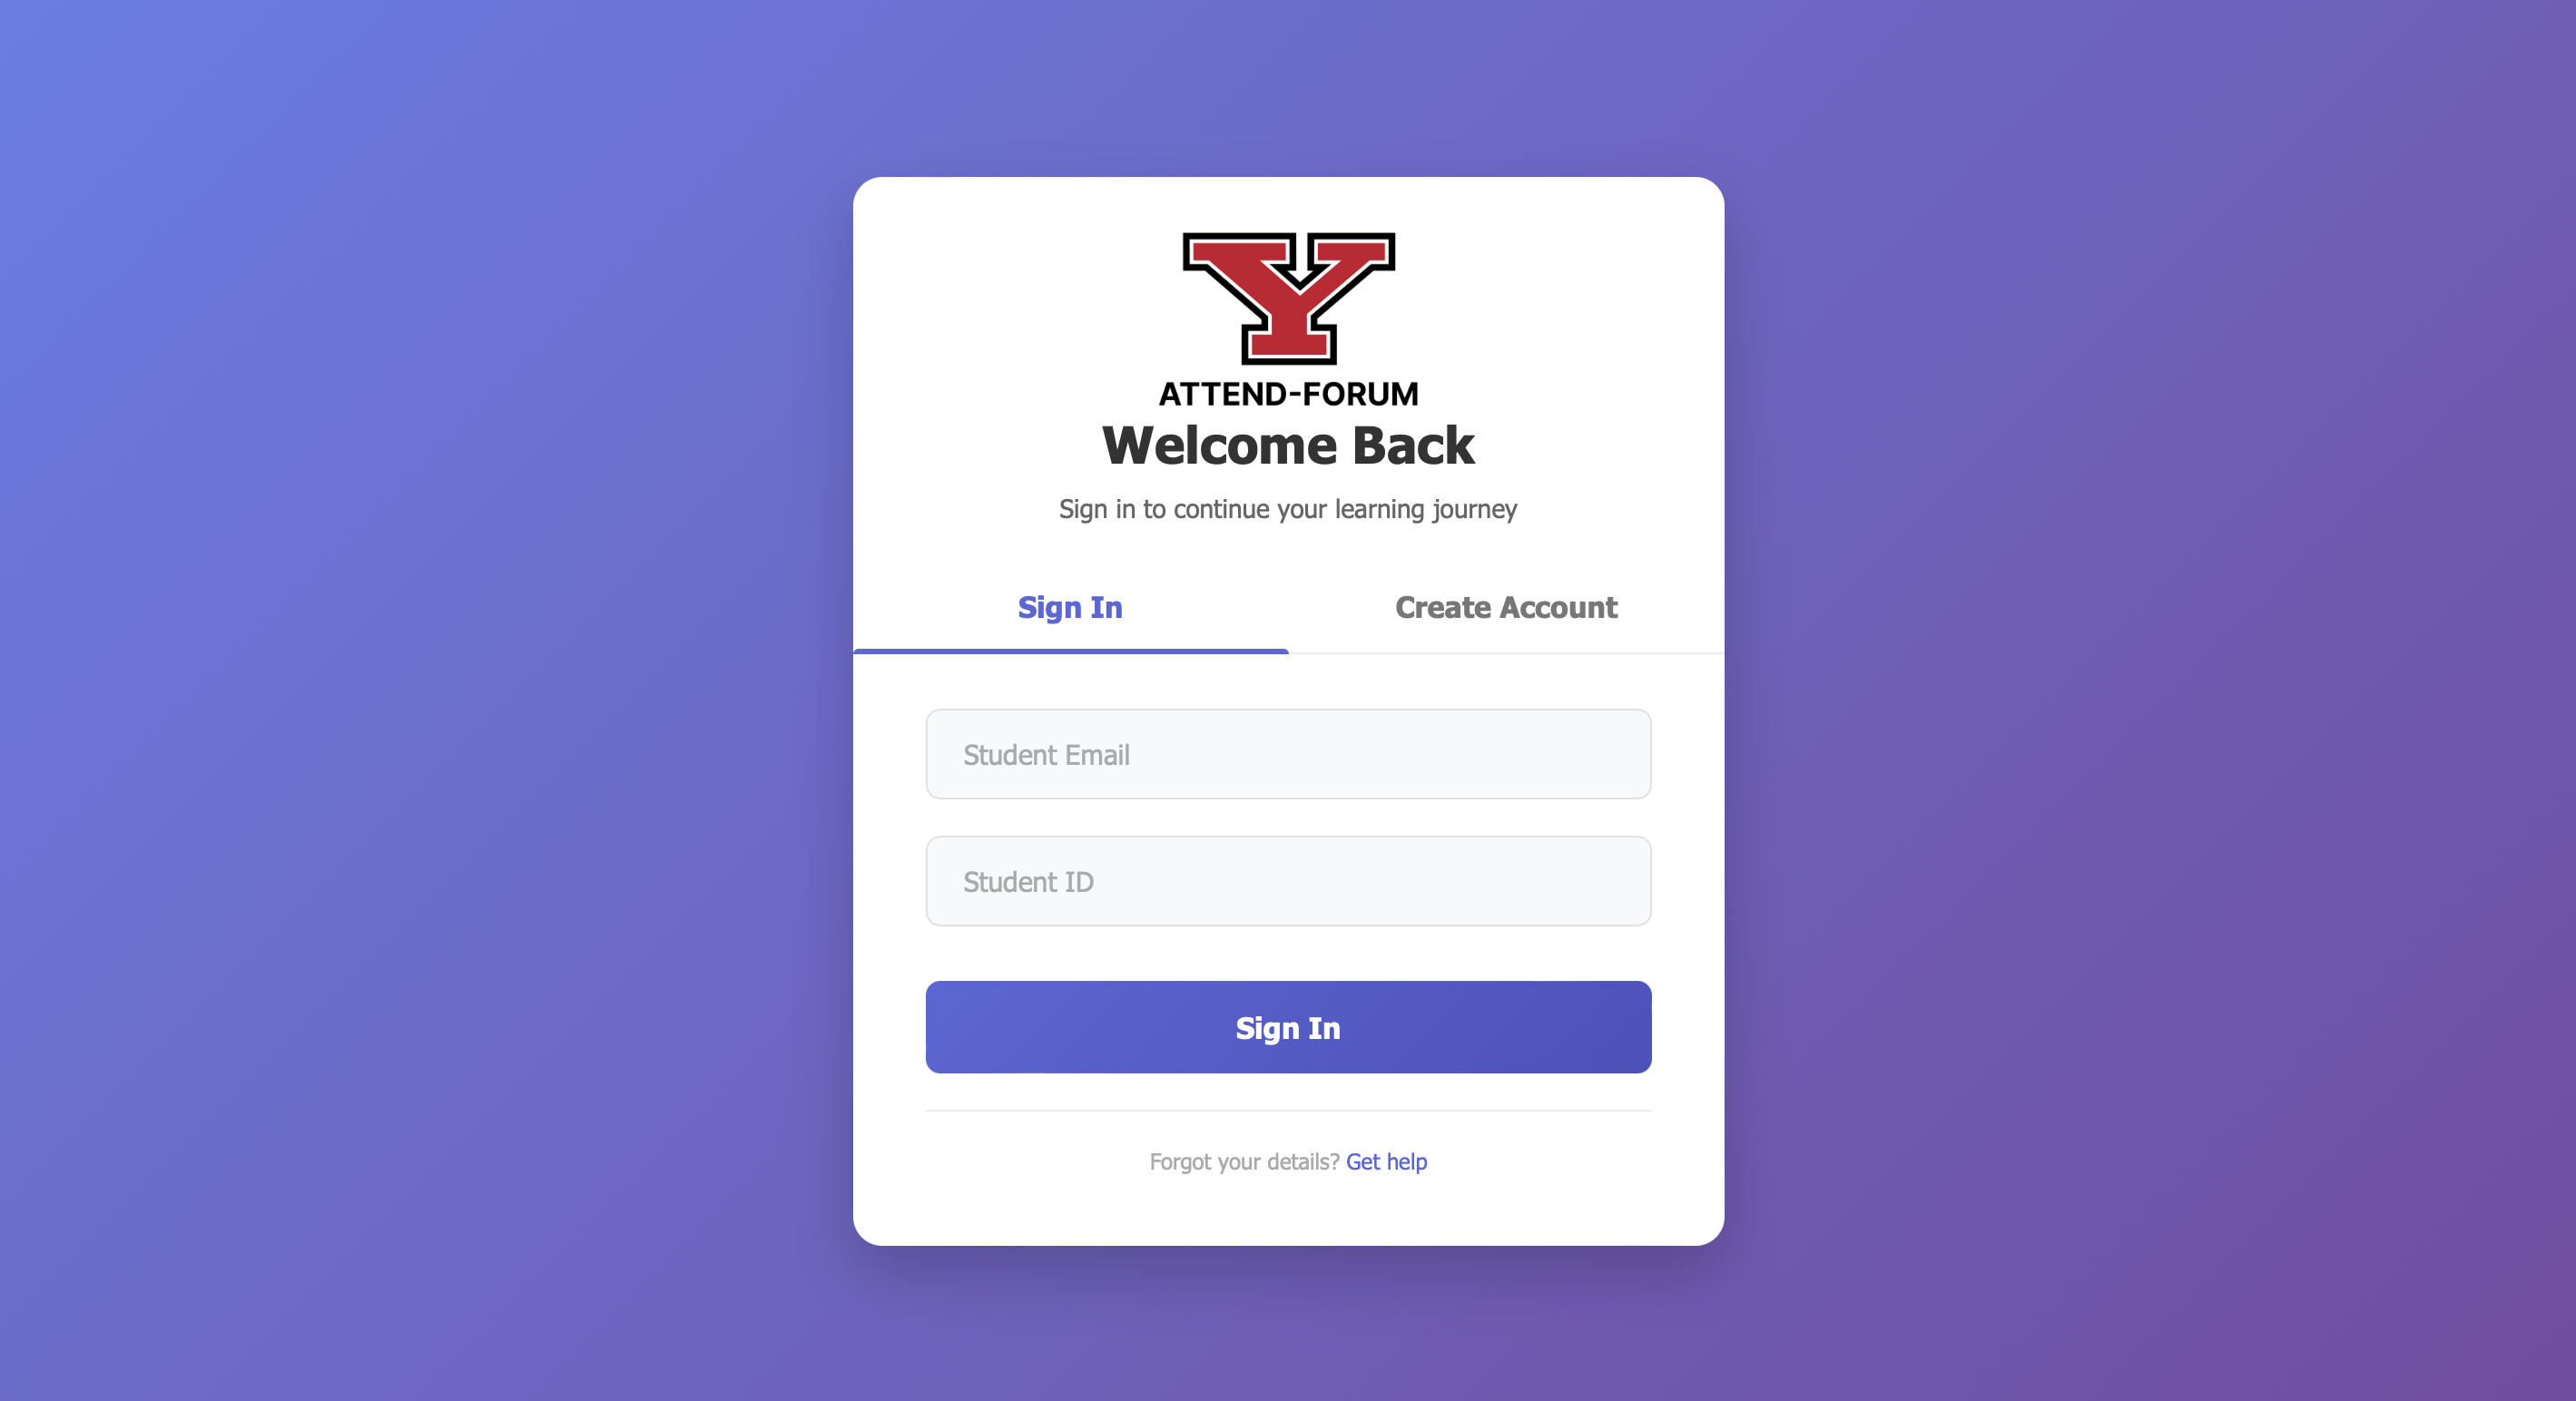 Y
ATTEND-FORUM
Welcome Back
Sign in to continue your learning journey
Sign In
Create Account
Student Email
Student ID
Sign In
Forgot your details? Get help